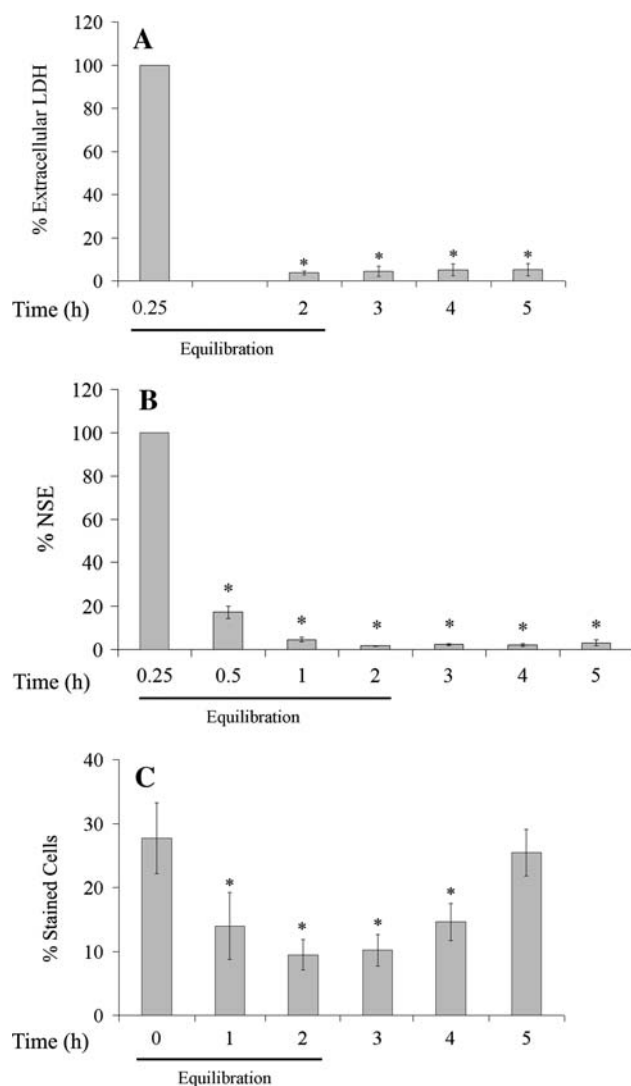 A
% Extracellular LDH
120
100
80
60
40
20
0
* * * *
Time (h) 0.25 2 3 4 5
Equilibration
B
% NSE
120
100
80
60
40
20
0
* * * * * *
Time (h) 0.25 0.5 1 2 3 4 5
Equilibration
C
% Stained Cells
40
30
20
10
0
* * * *
Time (h) 0 1 2 3 4 5
Equilibration